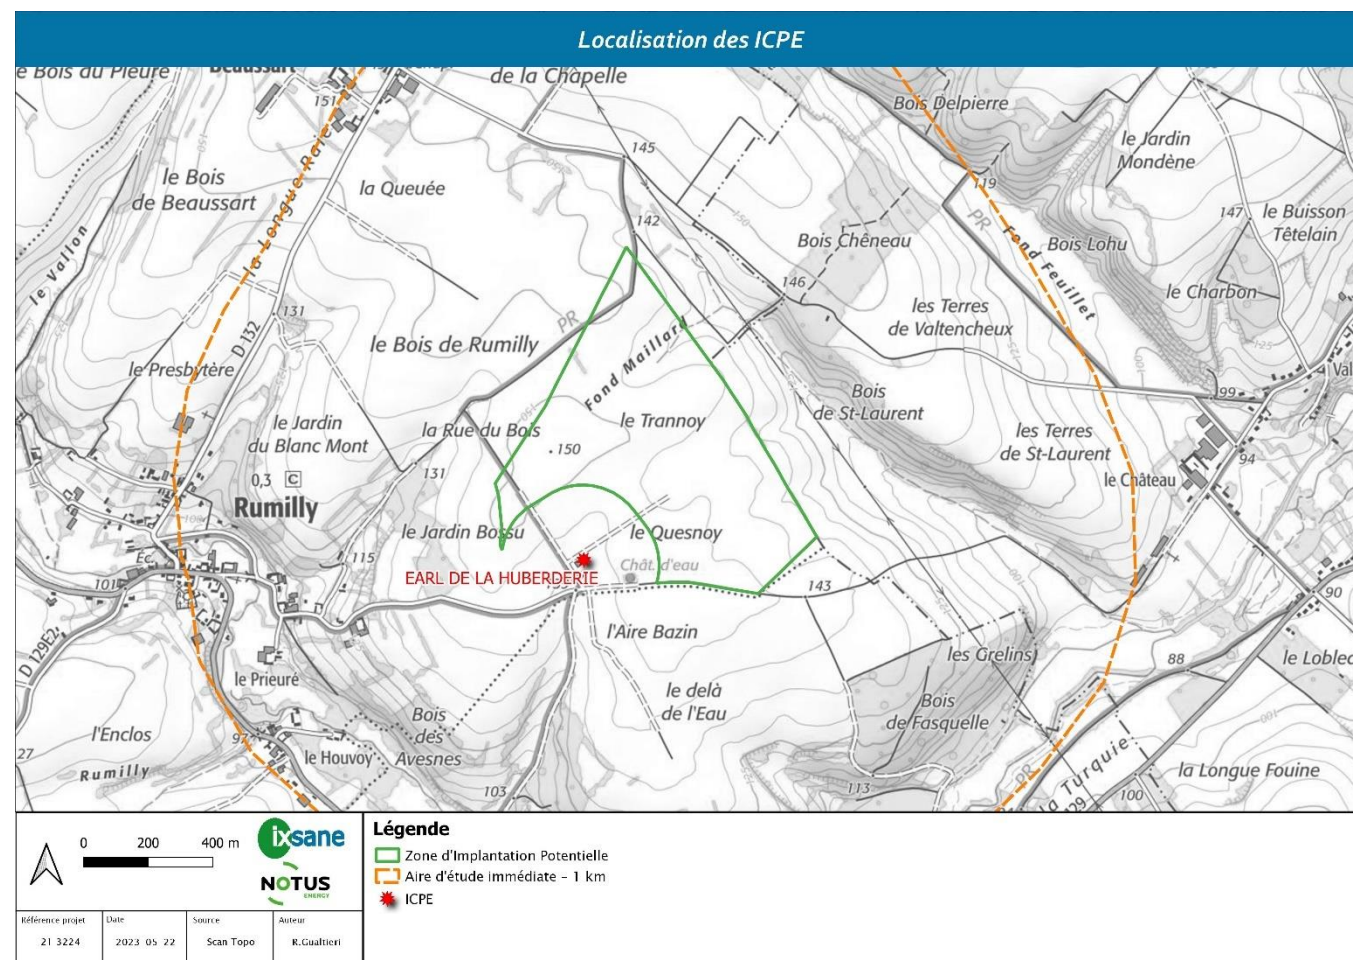 Localisation des ICPE
Beaussart
de la Chapelle
Bois Delpierre
151
le Jardin
Mondène
145
le Bois
de Beaussart
la Queuée
119
147
le Buisson
Têtelain
142
PR
la Longue Raie
Bois Chêneau
Fond Feuillet
Bois Lohu
le Vallon
146
le Charbon
131
les Terres
de Valtencheux
D 132
PR
le Bois de Rumilly
Fond Maillard
125
125
le Presbytère
100
99
Bois
de St-Laurent
le Jardin
du Blanc Mont
la Rue du Bois
le Trannoy
les Terres
de St-Laurent
150
131
94
0,3
C
le Château
Rumilly
le Jardin Bossu
le Quesnoy
Éc.
115
Chât. d'eau
EARL DE LA HUBERDERIE
101
143
90
l'Aire Bazin
les Grelins
88
D 129E2
le Prieuré
le delà
de l'Eau
Bois
de Fasquelle
Bois
des
Avesnes
l'Enclos
97
le Houvoy
27
Rumilly
103
113
PR
la Turquie
100
la Longue Fouine
0 200 400 m
ixsane
NOTUS
ENERGY
Légende
Zone d'Implantation Potentielle
Aire d'étude immédiate - 1 km
ICPE
Référence projet
21 3224
Date
2023 05 22
Source
Scan Topo
Auteur
R.Gualtieri